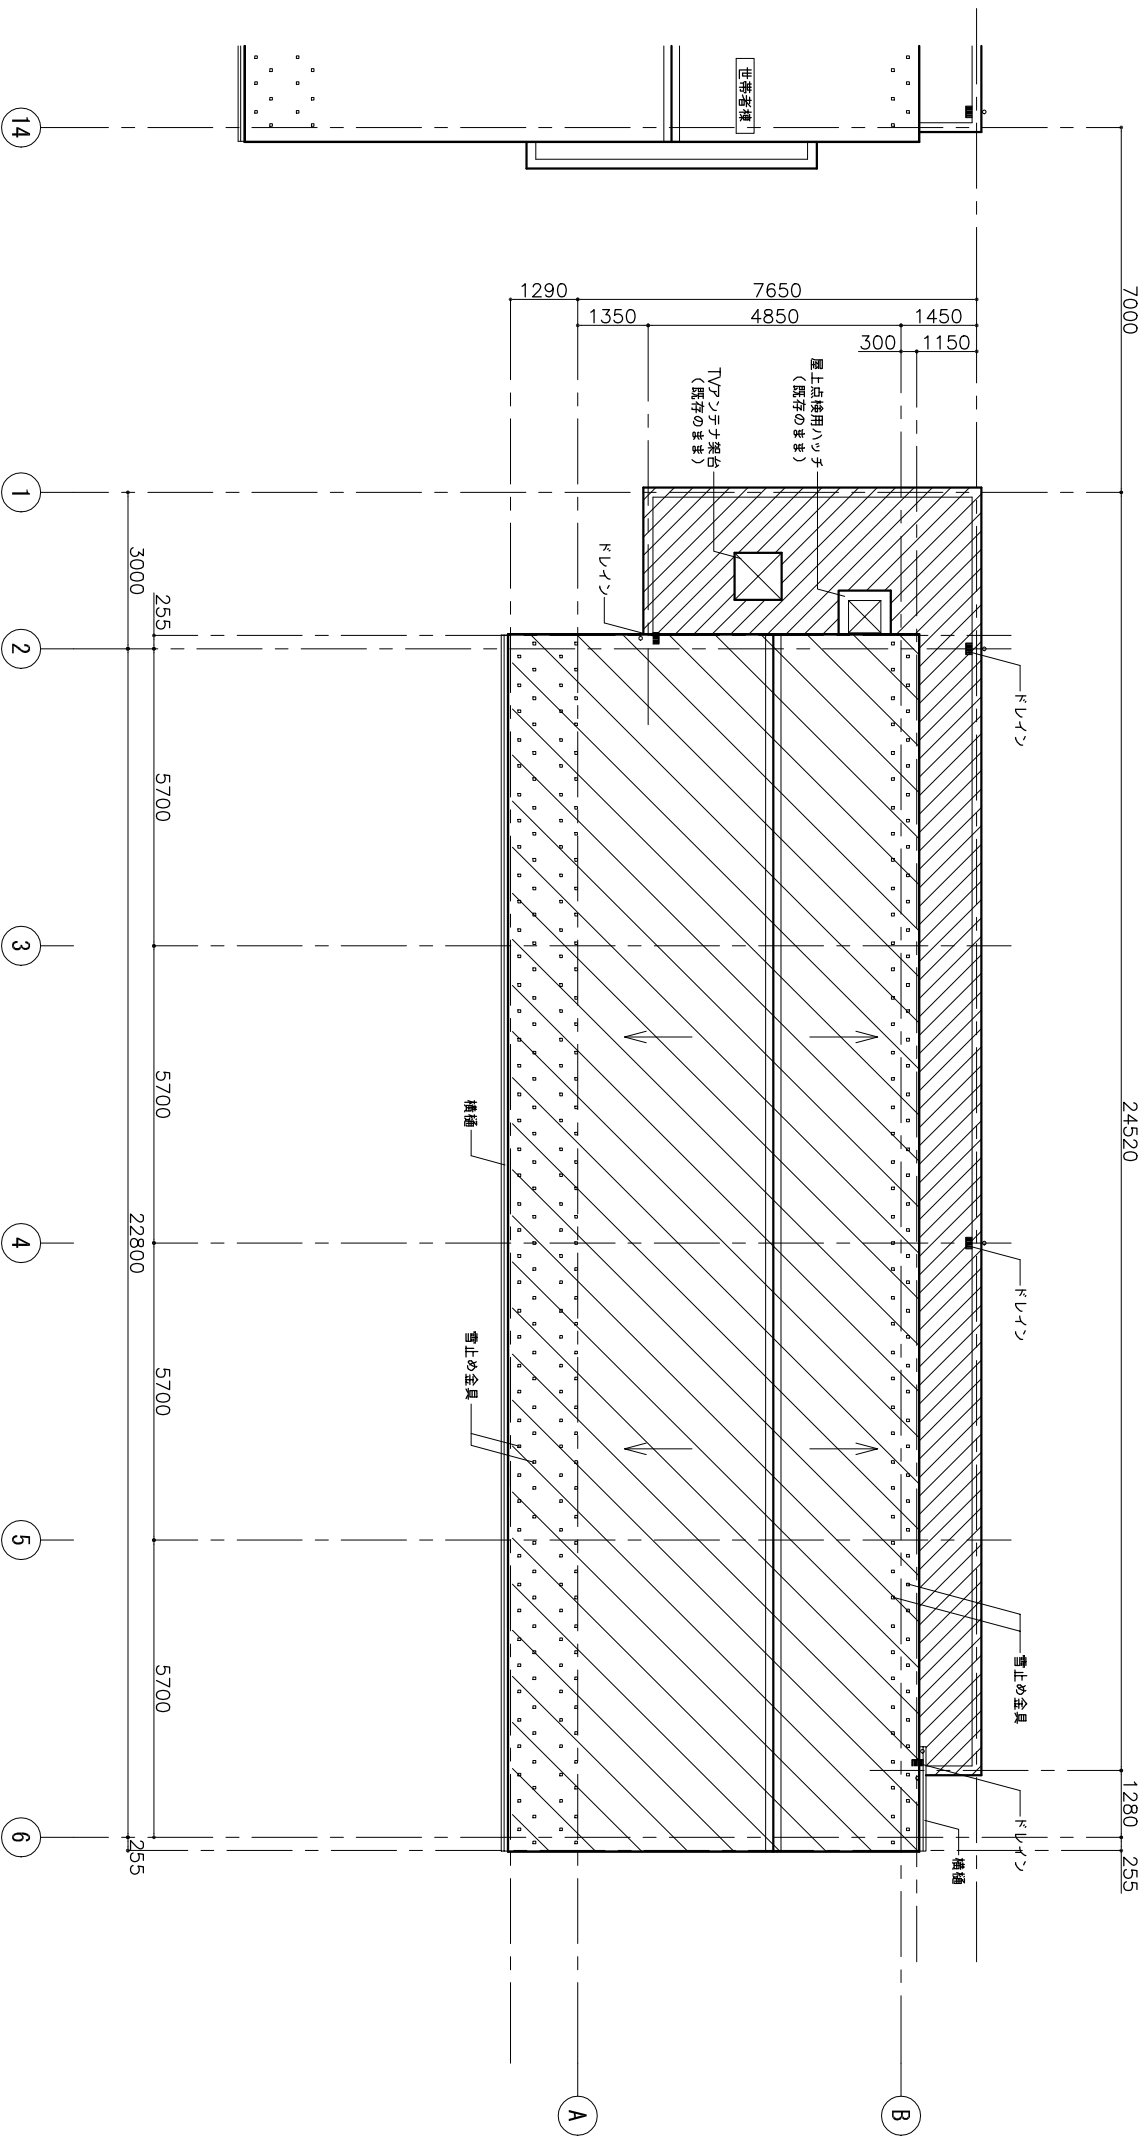 世帯者棟
14
7000
1290
7650
1350
4850
1450
300
1150
屋上点検用ハッチ
（既存のまま）
TVアンテナ架台
（既存のまま）
1
3000
255
ドレイン
2
ドレイン
5700
3
24520
5700
横樋
22800
4
ドレイン
5700
雪止め金具
5
雪止め金具
5700
ドレイン
横樋
1280
255
6
255
A
B